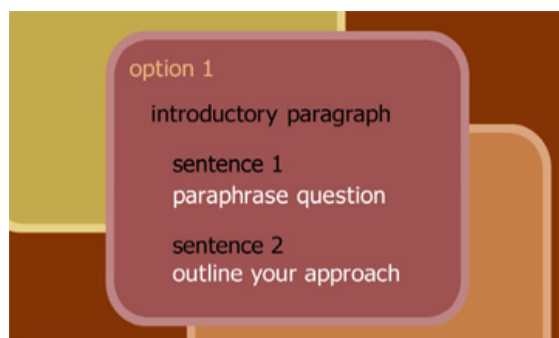 option 1
introductory paragraph
sentence 1
paraphrase question
sentence 2
outline your approach